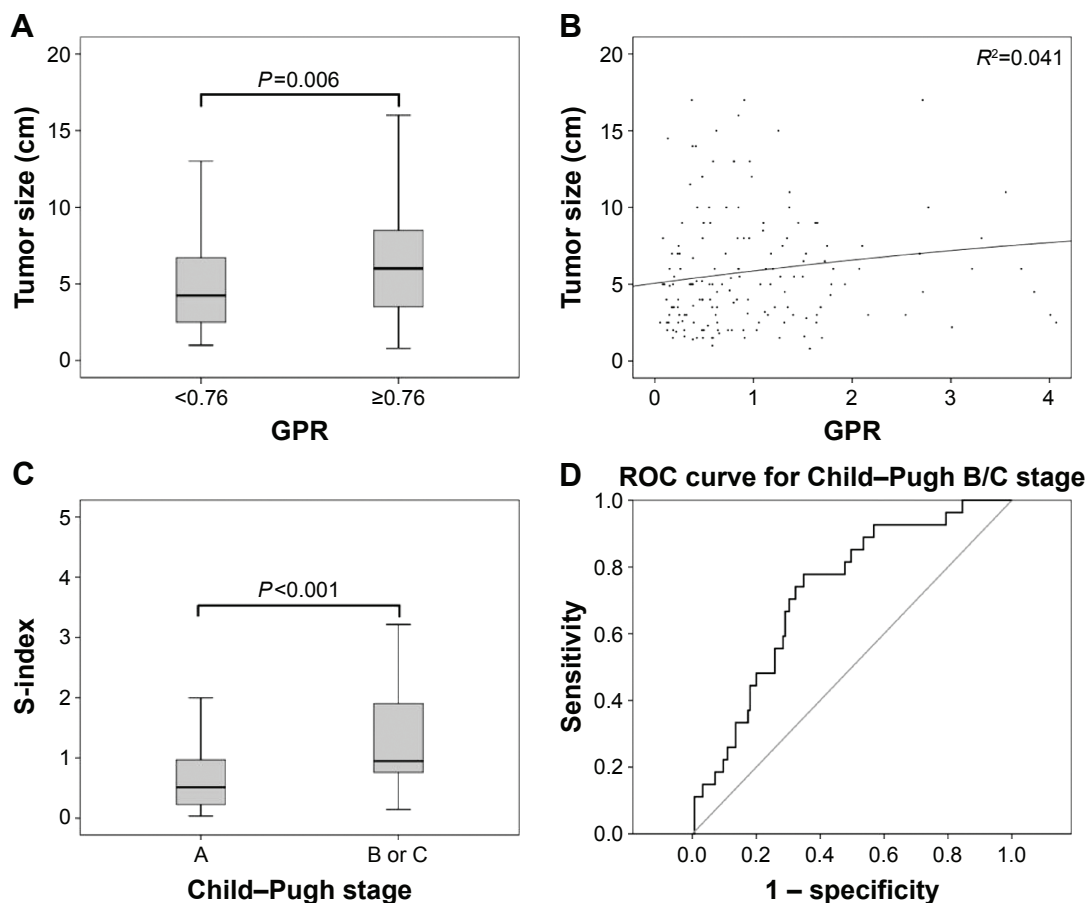 A
Tumor size (cm)
20
15
10
5
0
P=0.006
<0.76
≥0.76
GPR
B
Tumor size (cm)
20
15
10
5
0
R²=0.041
0 1 2 3 4
GPR
C
S-index
5
4
3
2
1
0
P<0.001
A
B or C
Child–Pugh stage
D
ROC curve for Child–Pugh B/C stage
Sensitivity
1.0
0.8
0.6
0.4
0.2
0.0
0.0 0.2 0.4 0.6 0.8 1.0
1 – specificity